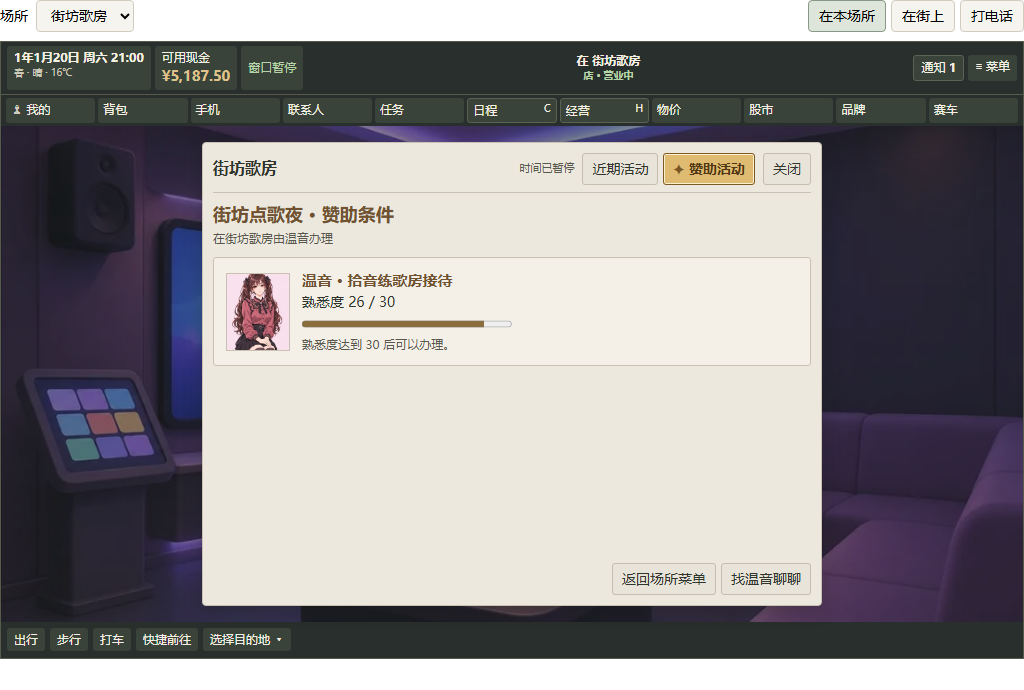 场所 街坊歌房 在本场所 在街上 打电话
1年1月20日 周六 21:00
春 · 晴 · 16℃
可用现金
¥5,187.50
窗口暂停
在 街坊歌房
店 • 营业中
通知 1 ≡ 菜单
我的 背包 手机 联系人 任务 日程 C 经营 H 物价 股市 品牌 赛车
街坊歌房 时间已暂停 近期活动 ✦ 赞助活动 关闭
街坊点歌夜 • 赞助条件
在街坊歌房由温音办理
温音 • 拾音练歌房接待
熟悉度 26 / 30
熟悉度达到 30 后可以办理。
返回场所菜单 找温音聊聊
出行 步行 打车 快捷前往 选择目的地